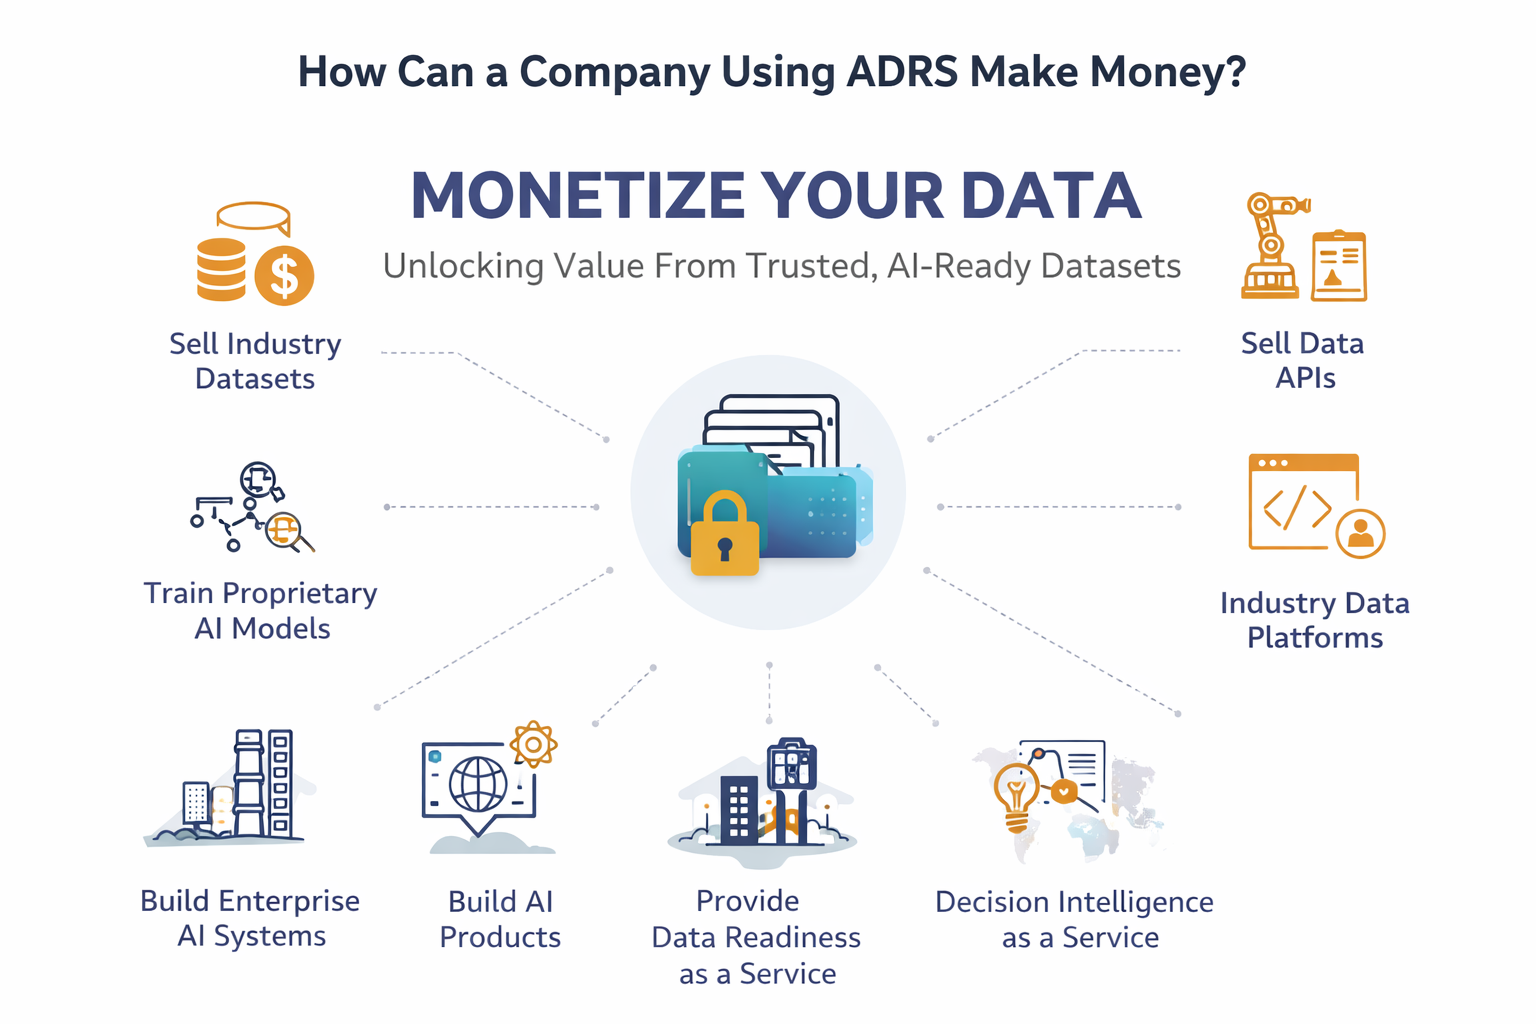 How Can a Company Using ADRS Make Money?
MONETIZE YOUR DATA
Unlocking Value From Trusted, AI-Ready Datasets
Sell Industry
Datasets
Sell Data
APIs
Train Proprietary
AI Models
Industry Data
Platforms
Build Enterprise
AI Systems
Build AI
Products
Provide
Data Readiness
as a Service
Decision Intelligence
as a Service